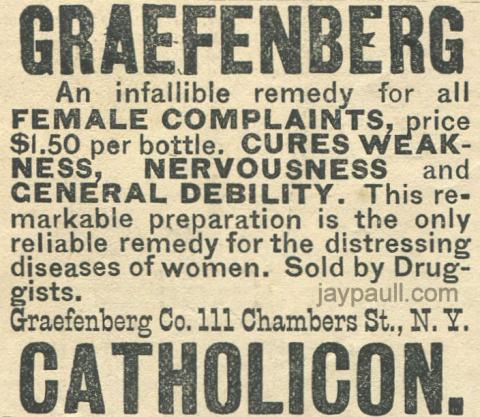 GRAEFENBERG
An infallible remedy for all
FEMALE COMPLAINTS, price
$1.50 per bottle. CURES WEAK-
NESS, NERVOUSNESS and
GENERAL DEBILITY. This re-
markable preparation is the only
reliable remedy for the distressing
diseases of women. Sold by Drug-
gists.
jaypaull.com
Graefenberg Co. 111 Chambers St., N. Y.
CATHOLICON.